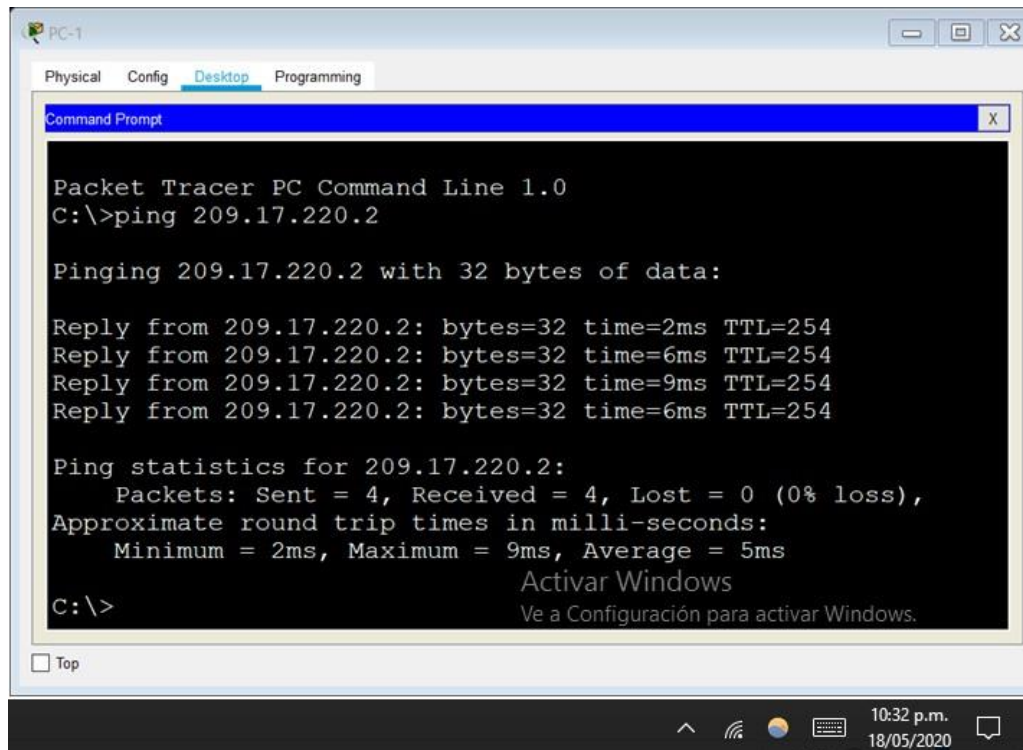 PC-1
Physical Config Desktop Programming
Command Prompt
X
Packet Tracer PC Command Line 1.0
C:\>ping 209.17.220.2
Pinging 209.17.220.2 with 32 bytes of data:
Reply from 209.17.220.2: bytes=32 time=2ms TTL=254
Reply from 209.17.220.2: bytes=32 time=6ms TTL=254
Reply from 209.17.220.2: bytes=32 time=9ms TTL=254
Reply from 209.17.220.2: bytes=32 time=6ms TTL=254
Ping statistics for 209.17.220.2:
Packets: Sent = 4, Received = 4, Lost = 0 (0% loss),
Approximate round trip times in milli-seconds:
Minimum = 2ms, Maximum = 9ms, Average = 5ms
C:\>
Activar Windows
Ve a Configuración para activar Windows.
Top
10:32 p.m.
18/05/2020